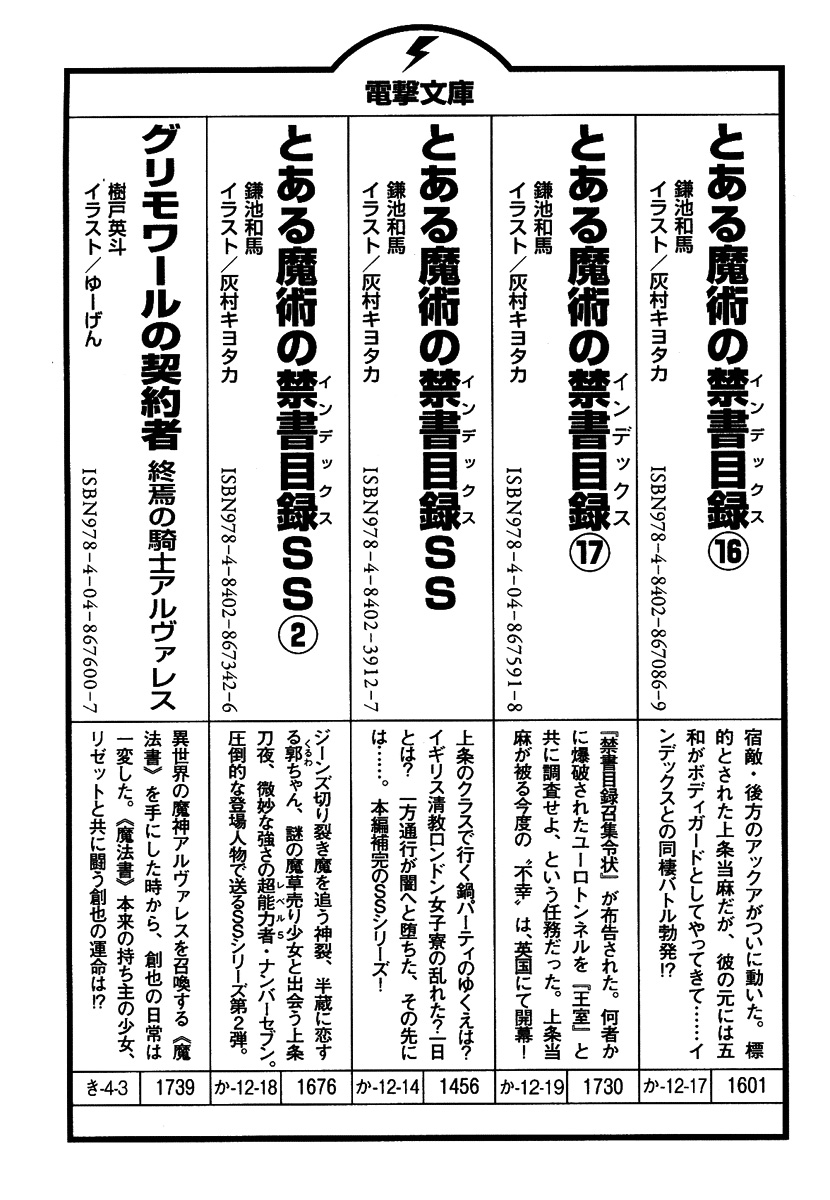 電撃文庫
とある魔術の禁書目録⑯
インデックス
鎌池和馬
イラスト/灰村キヨタカ
ISBN978-4-8402-867086-9
宿敵・後方のアックアがついに動いた。標
的とされた上条当麻だが、彼の元には五
和がボディガードとしてやってきて……イ
ンデックスとの同棲バトル勃発!?
か-12-17
1601
とある魔術の禁書目録⑰
インデックス
鎌池和馬
イラスト/灰村キヨタカ
ISBN978-4-04-867591-8
『禁書目録召集令状』が布告された。何者か
に爆破されたユーロトンネルを『王室』と
共に調査せよ、という任務だった。上条当
麻が被る今度の〝不幸〟は、英国にて開幕!
か-12-19
1730
とある魔術の禁書目録SS
インデックス
鎌池和馬
イラスト/灰村キヨタカ
ISBN978-4-8402-3912-7
上条のクラスで行く鍋パーティのゆくえは?
イギリス清教ロンドン女子寮の乱れた?一日
とは? 一方通行が闇へと堕ちた、その先に
は……。本編補完のSSシリーズ!
か-12-14
1456
とある魔術の禁書目録SS②
インデックス
鎌池和馬
イラスト/灰村キヨタカ
ISBN978-4-8402-867342-6
ジーンズ切り裂き魔を追う神裂、半蔵に恋す
る郭ちゃん、謎の魔草売り少女と出会う上条
くるわ
刀夜、微妙な強さの超能力者・ナンバーセブン。
レベル5
圧倒的な登場人物で送るSSシリーズ第2弾。
か-12-18
1676
グリモワールの契約者 終焉の騎士アルヴァレス
樹戸英斗
イラスト/ゆーげん
ISBN978-4-04-867600-7
異世界の魔神アルヴァレスを召喚する《魔
法書》を手にした時から、創也の日常は
一変した。《魔法書》本来の持ち主の少女、
リゼットと共に闘う創也の運命は!?
き-4-3
1739